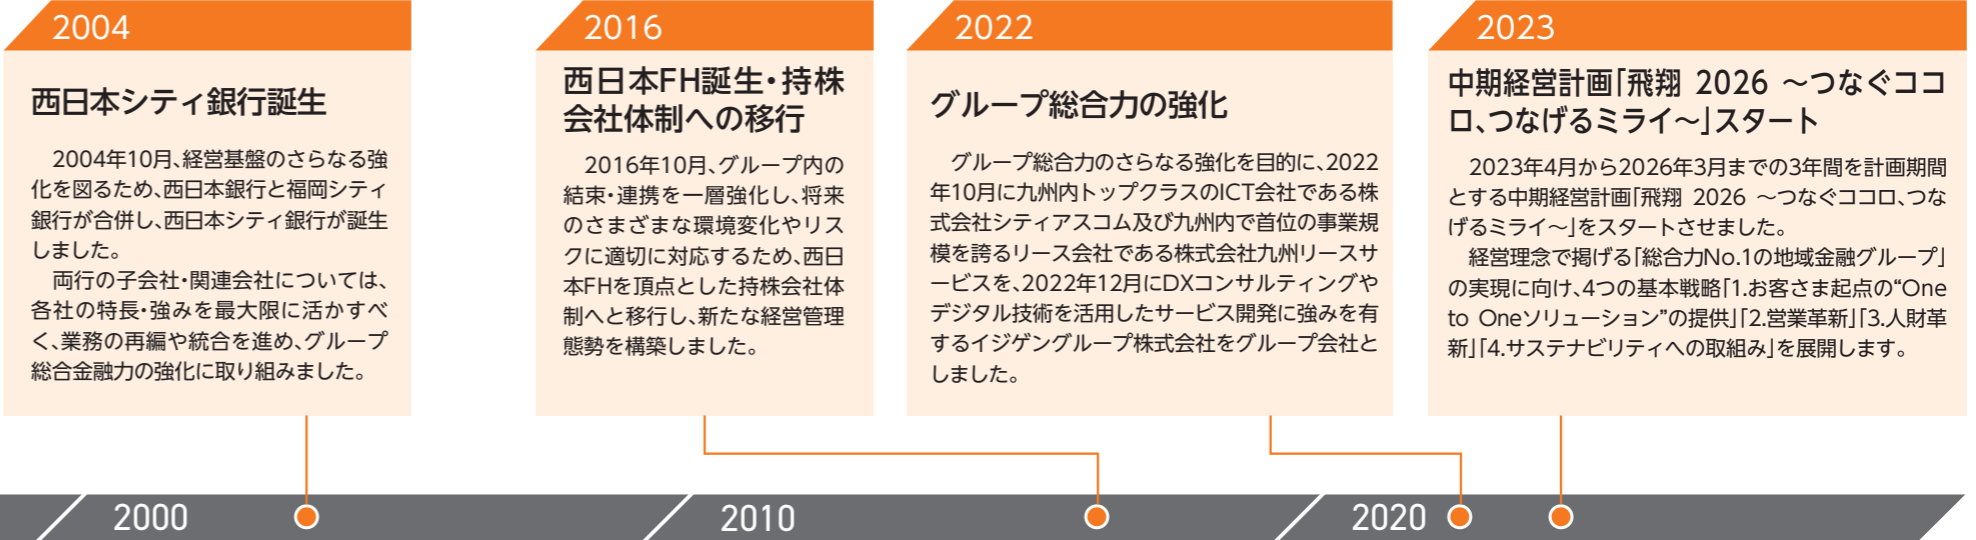 2004
西日本シティ銀行誕生
2004年10月、経営基盤のさらなる強
化を図るため、西日本銀行と福岡シティ
銀行が合併し、西日本シティ銀行が誕生
しました。
両行の子会社・関連会社については、
各社の特長・強みを最大限に活かすべ
く、業務の再編や統合を進め、グループ
総合金融力の強化に取り組みました。
2016
西日本FH誕生・持株
会社体制への移行
2016年10月、グループ内の
結束・連携を一層強化し、将来
のさまざまな環境変化やリス
クに適切に対応するため、西日
本FHを頂点とした持株会社体
制へと移行し、新たな経営管理
態勢を構築しました。
2022
グループ総合力の強化
グループ総合力のさらなる強化を目的に、2022
年10月に九州内トップクラスのICT会社である株
式会社シティアスコム及び九州内で首位の事業規
模を誇るリース会社である株式会社九州リースサ
ービスを、2022年12月にDXコンサルティングや
デジタル技術を活用したサービス開発に強みを有
するイジゲングループ株式会社をグループ会社と
しました。
2023
中期経営計画「飛翔 2026 ～つなぐココ
ロ、つなげるミライ～」スタート
2023年4月から2026年3月までの3年間を計画期間
とする中期経営計画「飛翔 2026 ～つなぐココロ、つな
げるミライ～」をスタートさせました。
経営理念で掲げる「総合力No.1の地域金融グループ」
の実現に向け、4つの基本戦略「1.お客さま起点の“One
to Oneソリューション”の提供」「2.営業革新」「3.人財革
新」「4.サステナビリティへの取組み」を展開します。
2000
2010
2020